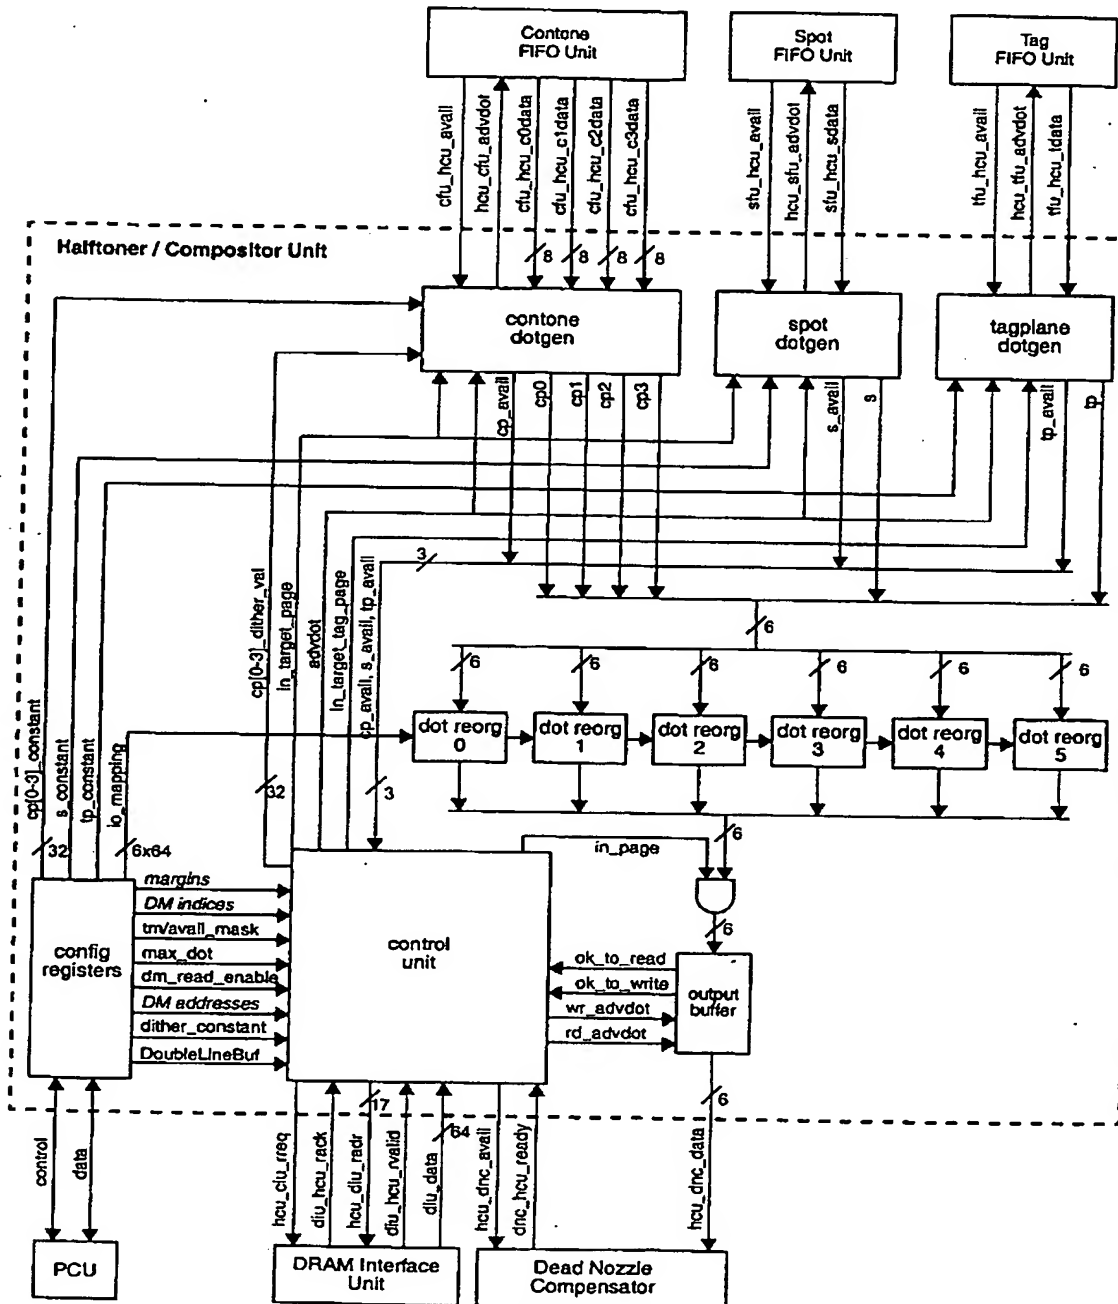 Contone
FIFO Unit
Spot
FIFO Unit
Tag
FIFO Unit
cfu_hcu_avail
hcu_cfu_advdot
cfu_hcu_c0data
cfu_hcu_c1data
cfu_hcu_c2data
cfu_hcu_c3data
sfu_hcu_avail
hcu_sfu_advdot
sfu_hcu_sdata
tfu_hcu_avail
hcu_tfu_advdot
tfu_hcu_tdata
Halftoner / Compositor Unit
8
8
8
8
contone
dotgen
spot
dotgen
tagplane
dotgen
cp_avail
cp0
cp1
cp2
cp3
s_avail
s
tp_avail
tp
3
6
cp[0-3]_dither_val
in_target_page
advdot
in_target_tag_page
cp_avail, s_avail, tp_avail
6
6
6
6
6
6
dot reorg
0
dot reorg
1
dot reorg
2
dot reorg
3
dot reorg
4
dot reorg
5
cp[0-3]_constant
s_constant
tp_constant
io_mapping
32
3
32
6x64
6
in_page
6
config
registers
margins
DM indices
tm/avail_mask
max_dot
dm_read_enable
DM addresses
dither_constant
DoubleLineBuf
control
unit
ok_to_read
ok_to_write
wr_advdot
rd_advdot
output
buffer
17
64
6
control
data
hcu_diu_rreq
diu_hcu_rack
hcu_diu_radr
diu_hcu_rvalid
diu_data
hcu_dnc_avail
dnc_hcu_ready
hcu_dnc_data
PCU
DRAM Interface
Unit
Dead Nozzle
Compensator